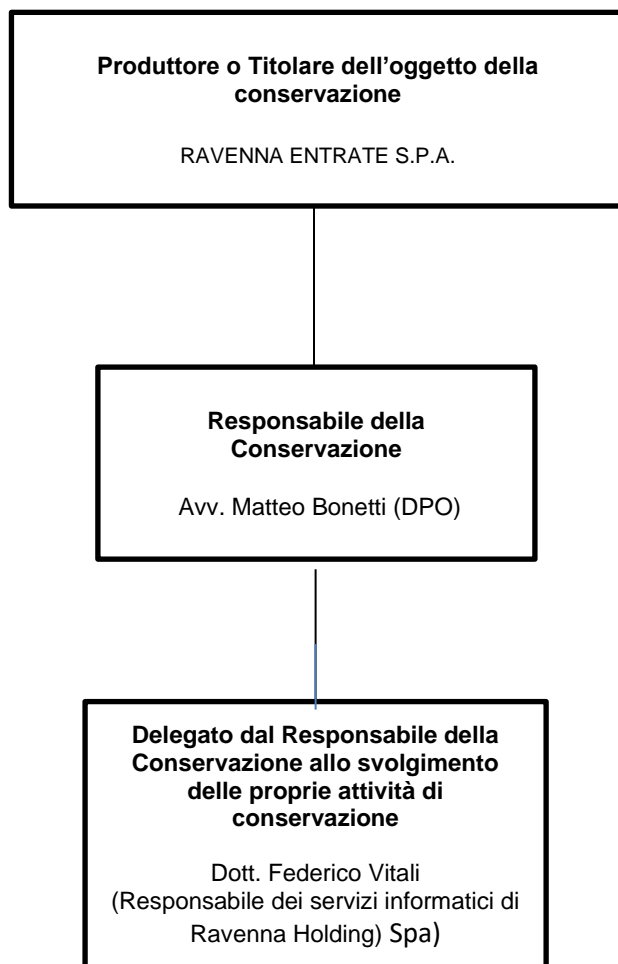 Produttore o Titolare dell’oggetto della
conservazione
RAVENNA ENTRATE S.P.A.
Responsabile della
Conservazione
Avv. Matteo Bonetti (DPO)
Delegato dal Responsabile della
Conservazione allo svolgimento
delle proprie attività di
conservazione
Dott. Federico Vitali
(Responsabile dei servizi informatici di
Ravenna Holding) Spa)